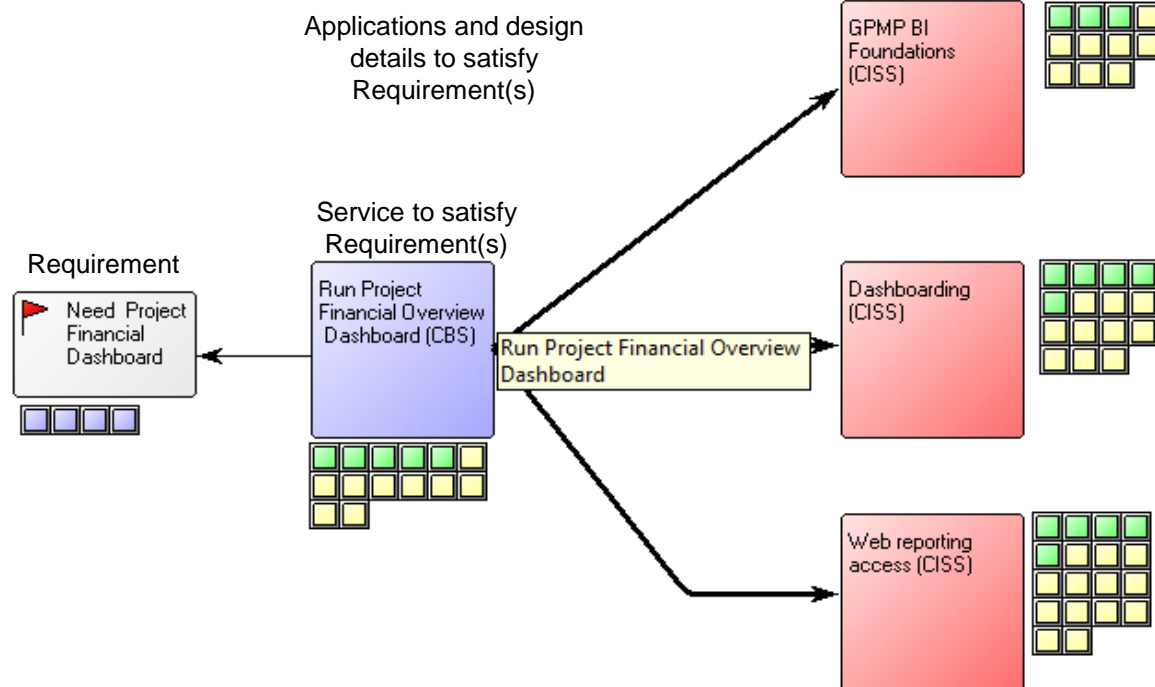 Applications and design
details to satisfy
Requirement(s)
GPMP BI
Foundations
(CISS)
Service to satisfy
Requirement(s)
Requirement
Need Project
Financial
Dashboard
Run Project
Financial Overview
Dashboard (CBS)
Run Project Financial Overview
Dashboard
Dashboarding
(CISS)
Web reporting
access (CISS)